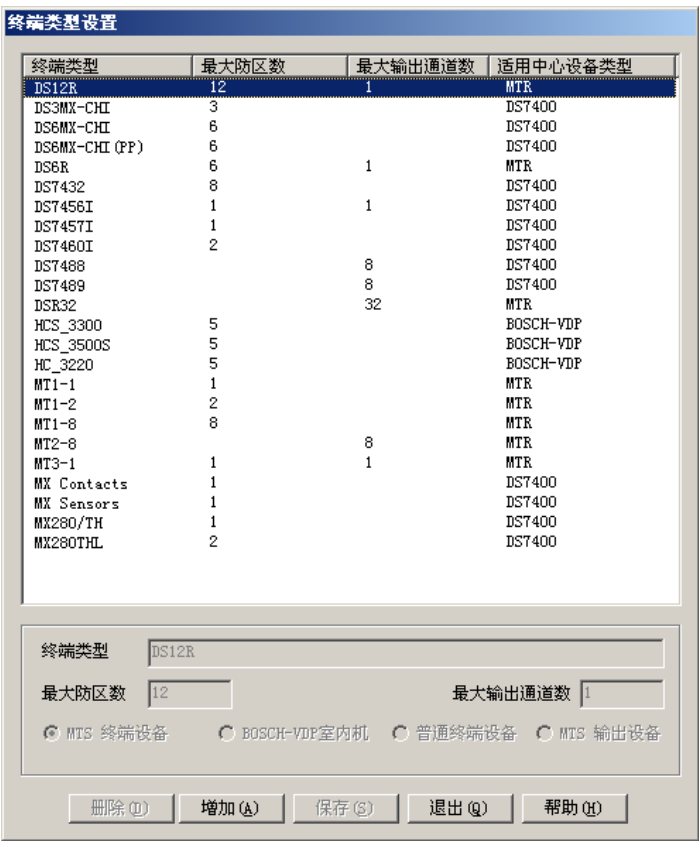 终端类型设置
终端类型 最大防区数 最大输出通道数 适用中心设备类型
DS12R 12 1 MTR
DS3MX-CHI 3 DS7400
DS6MX-CHI 6 DS7400
DS6MX-CHI(PP) 6 DS7400
DS6R 6 1 MTR
DS7432 8 DS7400
DS7456I 1 1 DS7400
DS7457I 1 DS7400
DS7460I 2 DS7400
DS7488 8 DS7400
DS7489 8 DS7400
DSR32 32 MTR
HCS_3300 5 BOSCH-VDP
HCS_3500S 5 BOSCH-VDP
HC_3220 5 BOSCH-VDP
MT1-1 1 MTR
MT1-2 2 MTR
MT1-8 8 MTR
MT2-8 8 MTR
MT3-1 1 1 MTR
MX Contacts 1 DS7400
MX Sensors 1 DS7400
MX280/TH 1 DS7400
MX280THL 2 DS7400
终端类型 DS12R
最大防区数 12 最大输出通道数 1
MTS 终端设备 BOSCH-VDP室内机 普通终端设备 MTS 输出设备
删除(D) 增加(A) 保存(S) 退出(Q) 帮助(H)